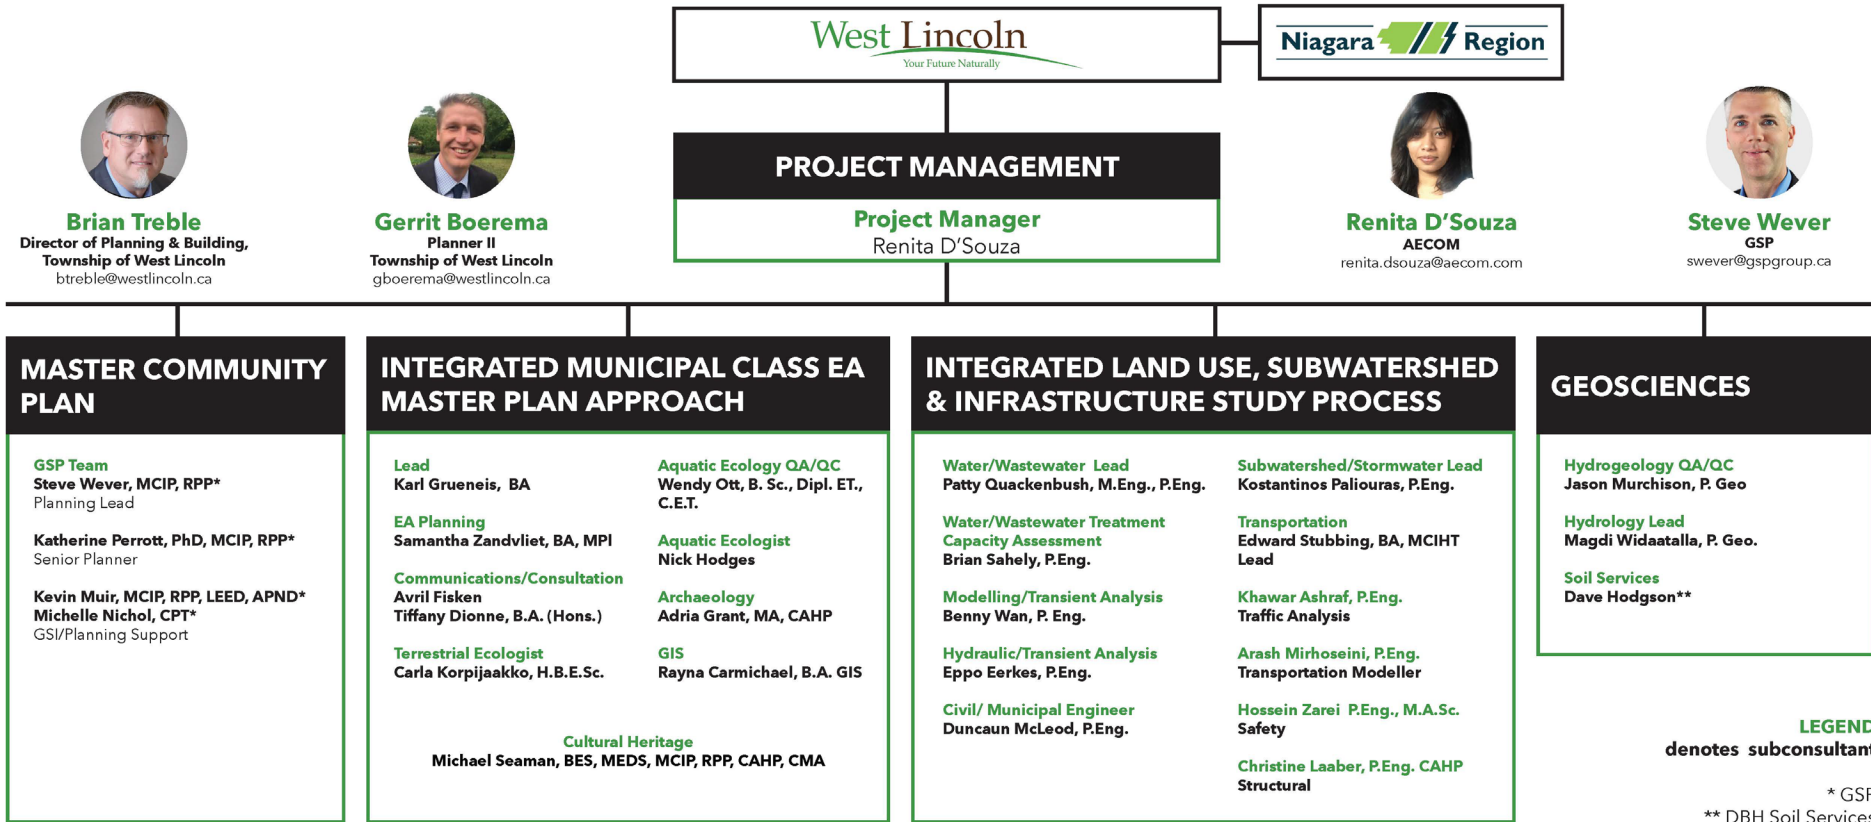 West Lincoln
Your Future Naturally
Niagara Region
Brian Treble
Director of Planning & Building,
Township of West Lincoln
btreble@westlincoln.ca
Gerrit Boerema
Planner II
Township of West Lincoln
gboerema@westlincoln.ca
PROJECT MANAGEMENT
Project Manager
Renita D'Souza
Renita D'Souza
AECOM
renita.dsouza@aecom.com
Steve Wever
GSP
swever@gspgroup.ca
MASTER COMMUNITY
PLAN
GSP Team
Steve Wever, MCIP, RPP*
Planning Lead
Katherine Perrott, PhD, MCIP, RPP*
Senior Planner
Kevin Muir, MCIP, RPP, LEED, APND*
Michelle Nichol, CPT*
GSI/Planning Support
INTEGRATED MUNICIPAL CLASS EA
MASTER PLAN APPROACH
Lead
Karl Grueneis, BA
EA Planning
Samantha Zandvliet, BA, MPl
Communications/Consultation
Avril Fisken
Tiffany Dionne, B.A. (Hons.)
Terrestrial Ecologist
Carla Korpijaakko, H.B.E.Sc.
Aquatic Ecology QA/QC
Wendy Ott, B. Sc., Dipl. ET.,
C.E.T.
Aquatic Ecologist
Nick Hodges
Archaeology
Adria Grant, MA, CAHP
GIS
Rayna Carmichael, B.A. GIS
Cultural Heritage
Michael Seaman, BES, MEDS, MCIP, RPP, CAHP, CMA
INTEGRATED LAND USE, SUBWATERSHED
& INFRASTRUCTURE STUDY PROCESS
Water/Wastewater Lead
Patty Quackenbush, M.Eng., P.Eng.
Water/Wastewater Treatment
Capacity Assessment
Brian Sahely, P.Eng.
Modelling/Transient Analysis
Benny Wan, P. Eng.
Hydraulic/Transient Analysis
Eppo Eerkes, P.Eng.
Civil/ Municipal Engineer
Duncaun McLeod, P.Eng.
Subwatershed/Stormwater Lead
Kostantinos Paliouras, P.Eng.
Transportation
Edward Stubbing, BA, MCIHT
Lead
Khawar Ashraf, P.Eng.
Traffic Analysis
Arash Mirhoseini, P.Eng.
Transportation Modeller
Hossein Zarei P.Eng., M.A.Sc.
Safety
Christine Laaber, P.Eng. CAHP
Structural
GEOSCIENCES
Hydrogeology QA/QC
Jason Murchison, P. Geo
Hydrology Lead
Magdi Widaatalla, P. Geo.
Soil Services
Dave Hodgson**
LEGEND
denotes subconsultant
* GSP
** DBH Soil Services